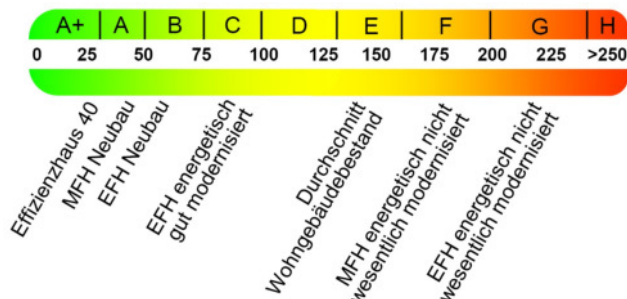 A+ A B C D E F G H
0 25 50 75 100 125 150 175 200 225 >250
Effizienzhaus 40
MFH Neubau
EFH Neubau
EFH energetisch
gut modernisiert
Durchschnitt
Wohngebäudebestand
MFH energetisch nicht
wesentlich modernisiert
EFH energetisch nicht
wesentlich modernisiert